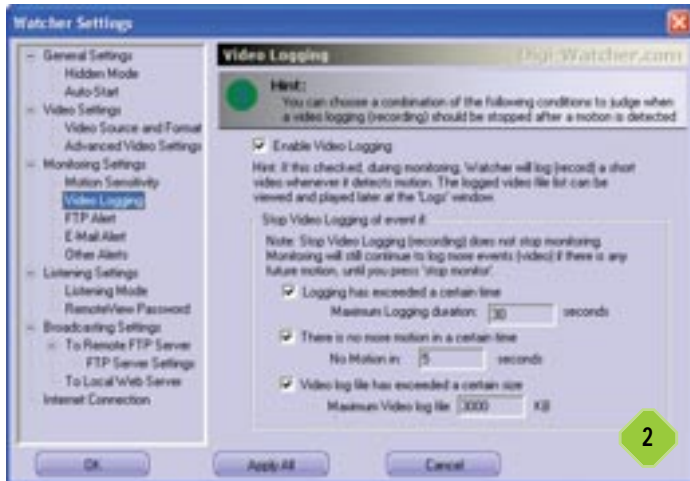 Watcher Settings
General Settings
Hidden Mode
Auto-Start
Video Settings
Video Source and Format
Advanced Video Settings
Monitoring Settings
Motion Sensitivity
Video Logging
FTP Alert
E-Mail Alert
Other Alerts
Listening Settings
Listening Mode
RemoteView Password
Broadcasting Settings
To Remote FTP Server
FTP Server Settings
To Local Web Server
Internet Connection
Video Logging
Digi-Watcher.com
Hint:
You can choose a combination of the following conditions to judge when
a video logging (recording) should be stopped after a motion is detected
Enable Video Logging
Hint: If this checked, during monitoring, Watcher will log (record) a short
video whenever it detects motion. The logged video file list can be
viewed and played later at the 'Logs' window.
Stop Video Logging of event if:
Note: Stop Video Logging (recording) does not stop monitoring.
Monitoring will still continue to log more events (video) if there is any
future motion, until you press 'stop monitor'.
Logging has exceeded a certain time
Maximum Logging duration: 30 seconds
There is no more motion in a certain time
No Motion in: 5 seconds
Video log file has exceeded a certain size
Maximum Video log file: 3000 KB
OK
Apply All
Cancel
2